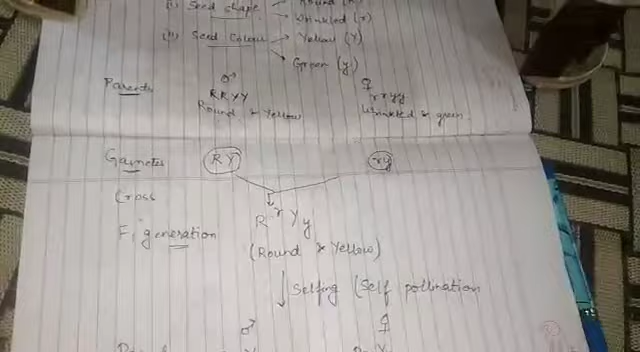 (i) Seed shape Round (R)
Wrinkled (r)
(ii) Seed Colour Yellow (Y)
Green (y)
♂ ♀
Parents RRYY rryy
Round & Yellow Wrinkled & green
Gametes RY ry
Cross
F1 generation R r Y y
(Round & Yellow)
Selfing (Self pollination
♂ ♀